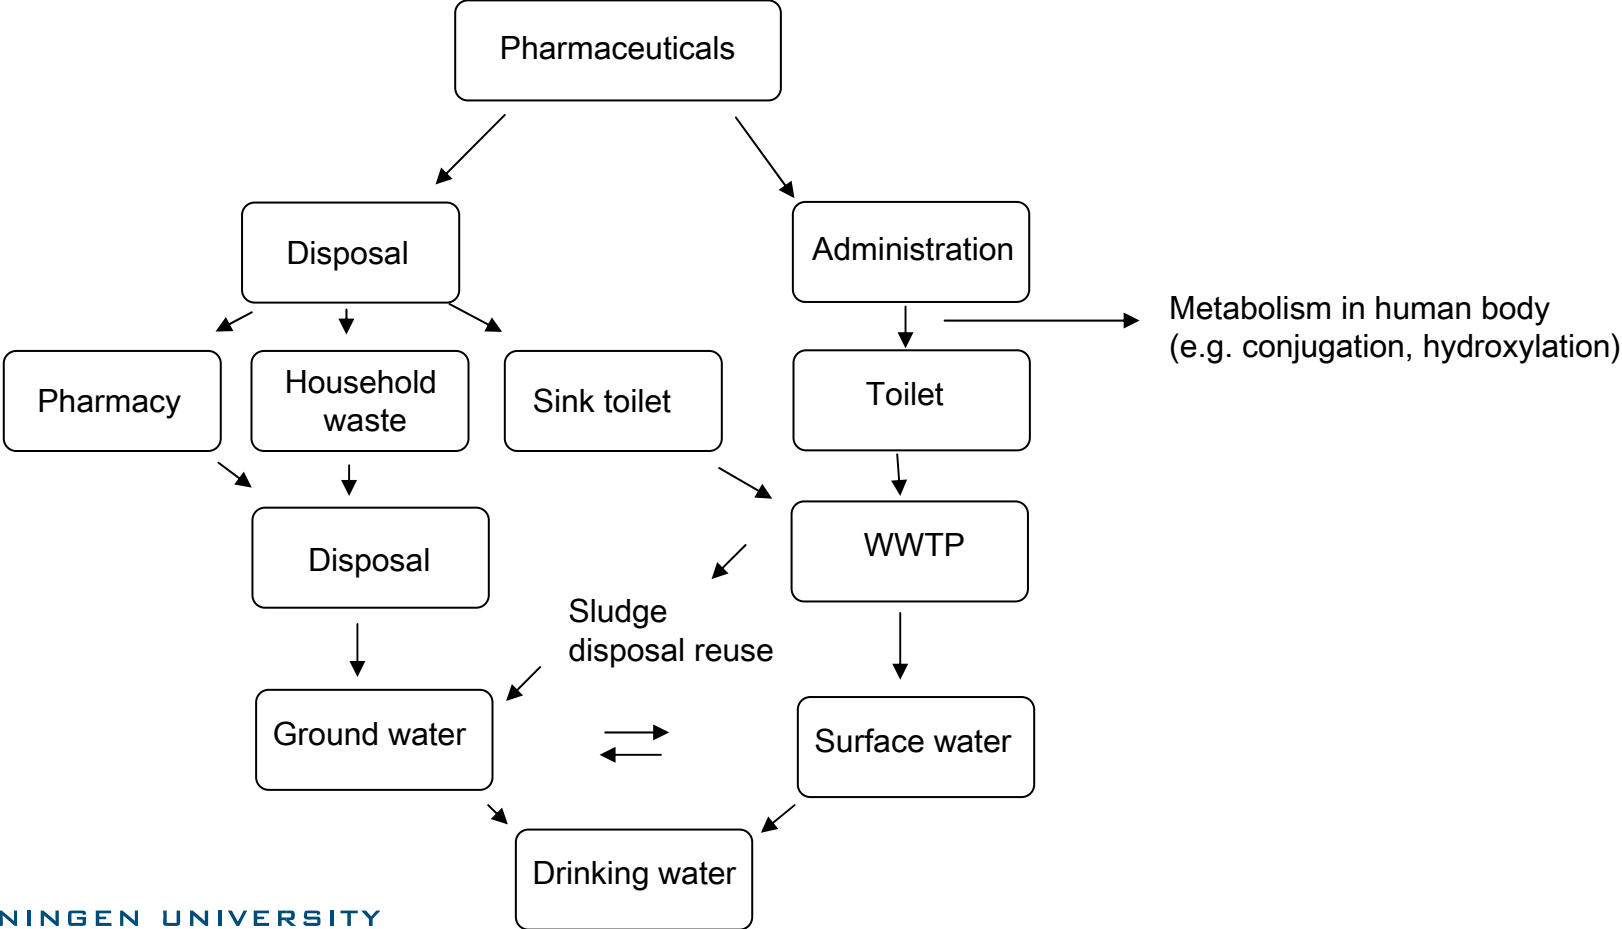 Pharmaceuticals
Disposal
Administration
Metabolism in human body
(e.g. conjugation, hydroxylation)
Pharmacy
Household
waste
Sink toilet
Toilet
Disposal
WWTP
Sludge
disposal reuse
Ground water
Surface water
Drinking water
NINGEN UNIVERSITY